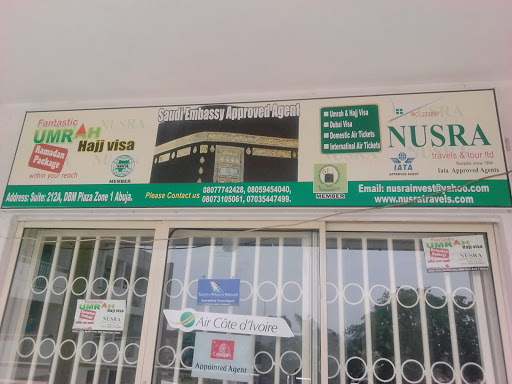 Fantastic
UMRAH
Hajj visa
Ramadan
Package
within your reach
MEMBER
Saudi Embassy Approved Agent
Umrah & Hajj Visa
Dubai Visa
Domestic Air Tickets
International Air Tickets
MEMBER
NUSRA
travels & tour ltd
IATA
Iata Approved Agents
Address: Suite: 212A, DBM Plaza Zone 1 Abuja.
Please Contact us
08077742428, 08059454040,
08073105061, 07035447499.
Email: nusrainvest@yahoo.com
www.nusratravels.com
UMRAH
Hajj visa
NUSRA
Air Côte d'Ivoire
Emirates
Appointed Agent
UMRAH
Hajj visa
NUSRA